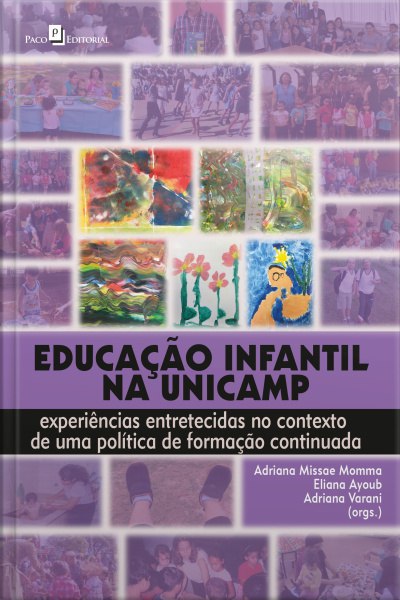 PACO P EDITORIAL
EDUCAÇÃO INFANTIL
NA UNICAMP
experiências entretecidas no contexto
de uma política de formação continuada
Adriana Missae Momma
Eliana Ayoub
Adriana Varani
(orgs.)